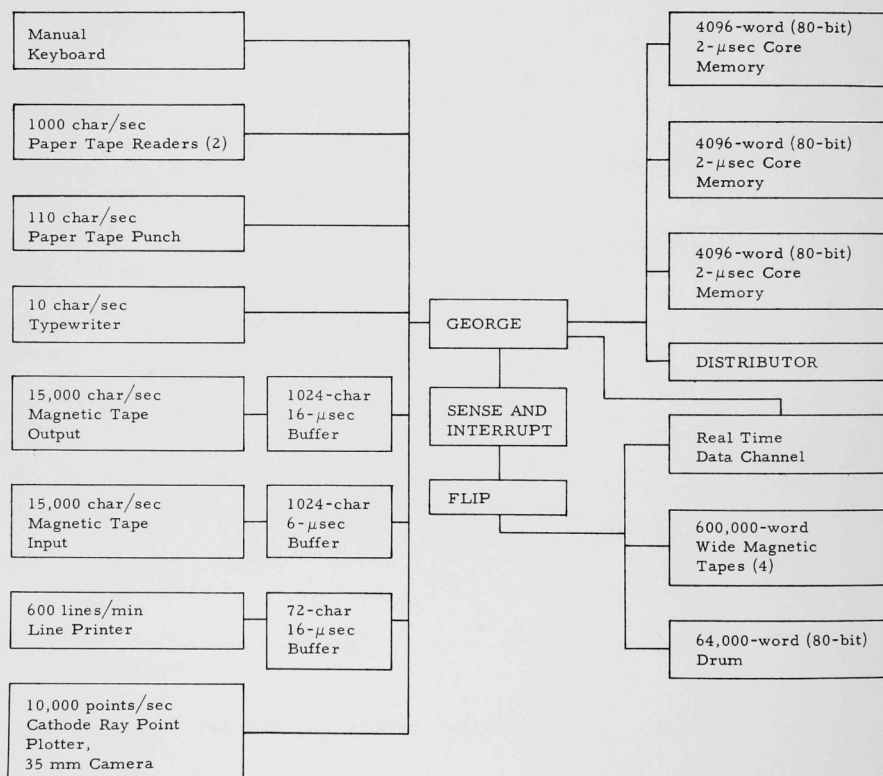 Manual
Keyboard
1000 char/sec
Paper Tape Readers (2)
110 char/sec
Paper Tape Punch
10 char/sec
Typewriter
15,000 char/sec
Magnetic Tape
Output
1024-char
16-μsec
Buffer
15,000 char/sec
Magnetic Tape
Input
1024-char
6-μsec
Buffer
600 lines/min
Line Printer
72-char
16-μsec
Buffer
10,000 points/sec
Cathode Ray Point
Plotter,
35 mm Camera
GEORGE
SENSE AND
INTERRUPT
FLIP
4096-word (80-bit)
2-μsec Core
Memory
4096-word (80-bit)
2-μsec Core
Memory
4096-word (80-bit)
2-μsec Core
Memory
DISTRIBUTOR
Real Time
Data Channel
600,000-word
Wide Magnetic
Tapes (4)
64,000-word (80-bit)
Drum